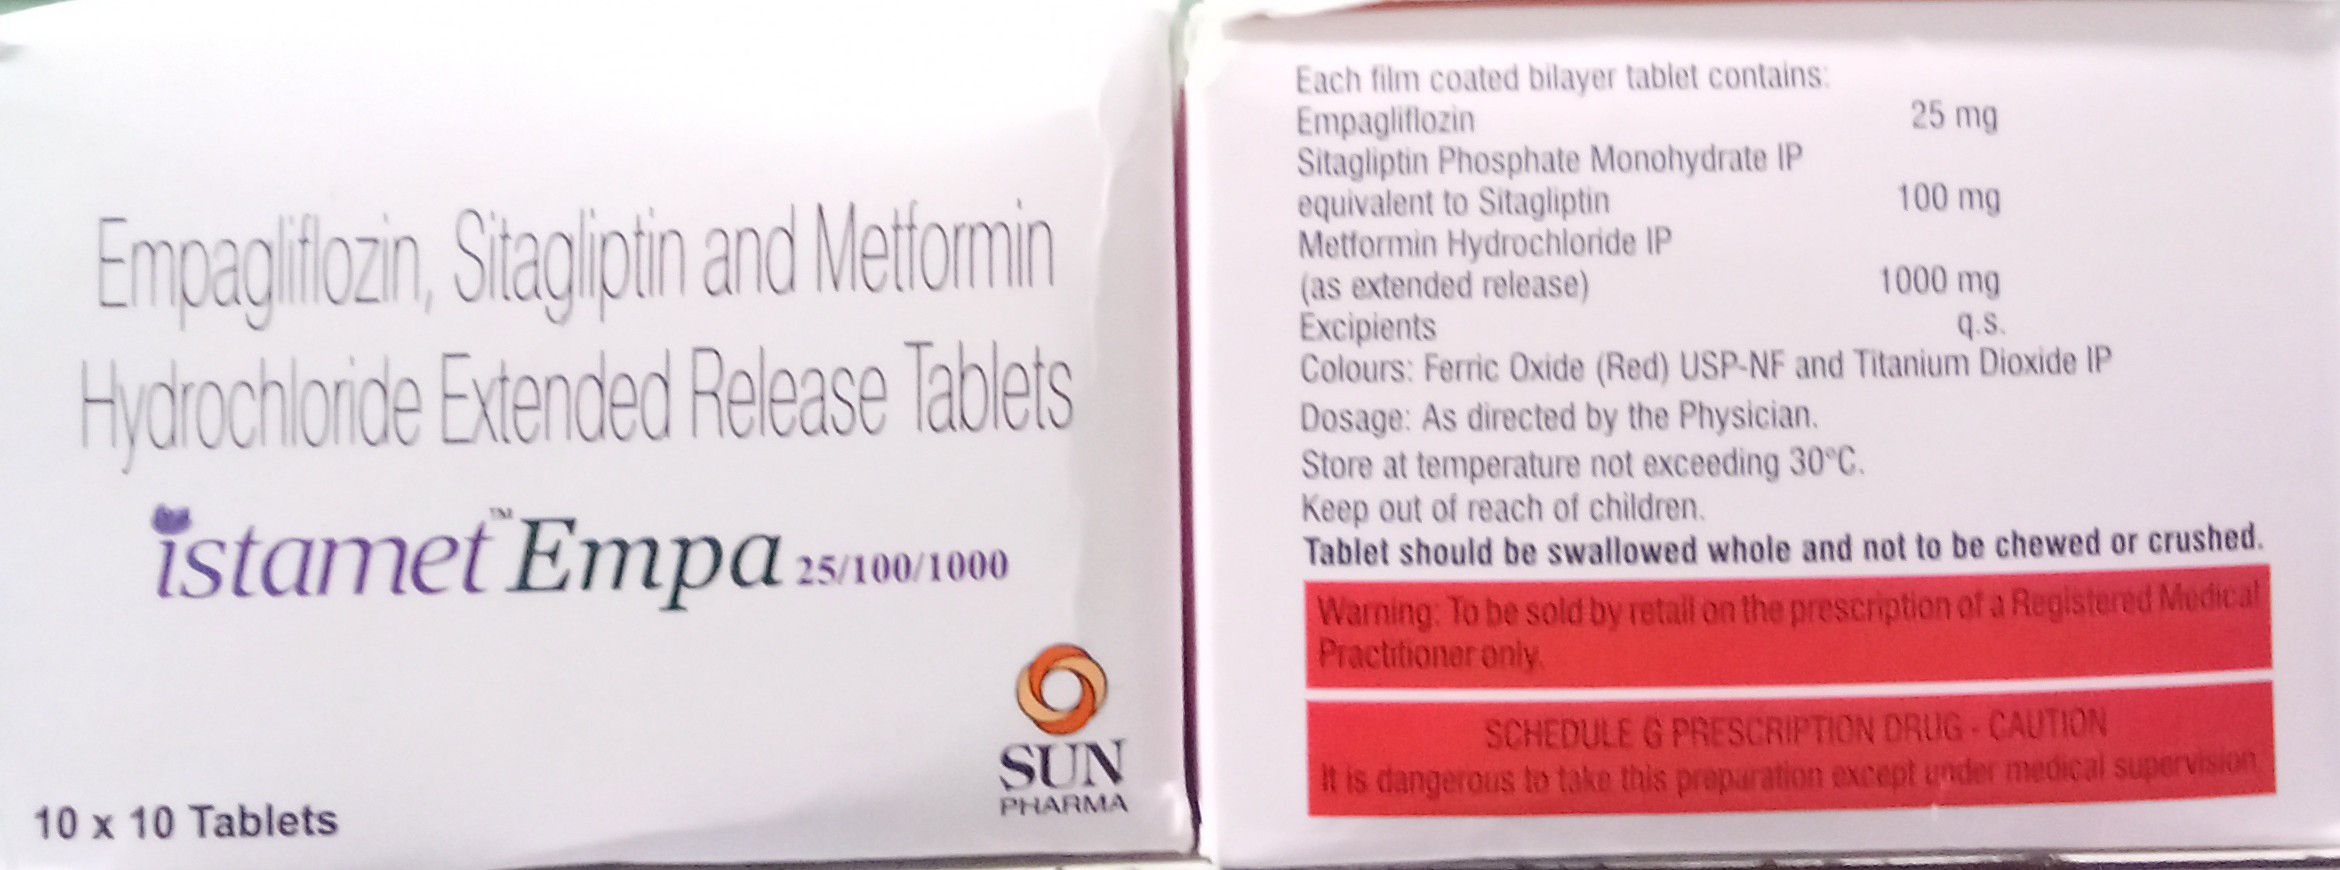 Empagliflozin, Sitagliptin and Metformin
Hydrochloride Extended Release Tablets
istamet™ Empa 25/100/1000
SUN
PHARMA
10 x 10 Tablets
Each film coated bilayer tablet contains:
Empagliflozin 25 mg
Sitagliptin Phosphate Monohydrate IP
equivalent to Sitagliptin 100 mg
Metformin Hydrochloride IP
(as extended release) 1000 mg
Excipients q.s.
Colours: Ferric Oxide (Red) USP-NF and Titanium Dioxide IP
Dosage: As directed by the Physician.
Store at temperature not exceeding 30°C.
Keep out of reach of children.
Tablet should be swallowed whole and not to be chewed or crushed.
Warning: To be sold by retail on the prescription of a Registered Medical
Practitioner only.
SCHEDULE G PRESCRIPTION DRUG - CAUTION
It is dangerous to take this preparation except under medical supervision